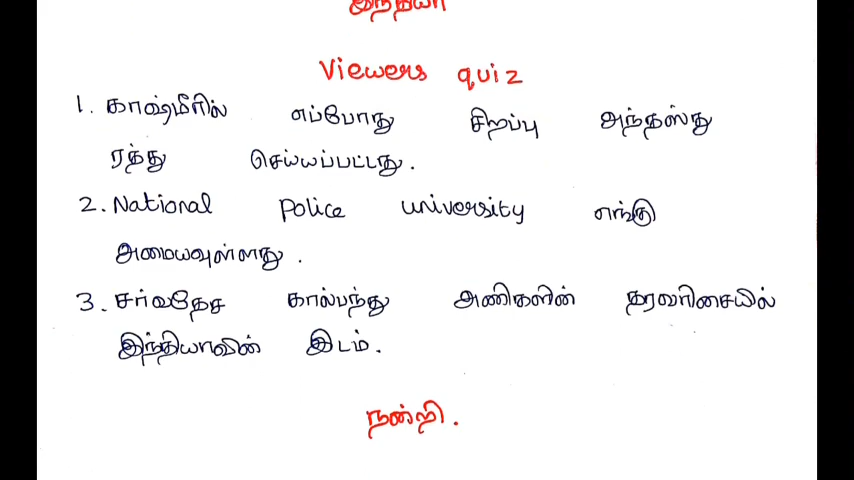 இந்தியா
Viewers quiz
1. காஷ்மீரில் எப்போது சிறப்பு அந்தஸ்து
ரத்து செய்யப்பட்டது.
2. National Police university எங்கு
அமையவுள்ளது.
3. சர்வதேச கால்பந்து அணிகளின் தரவரிசையில்
இந்தியாவின் இடம்.
நன்றி.